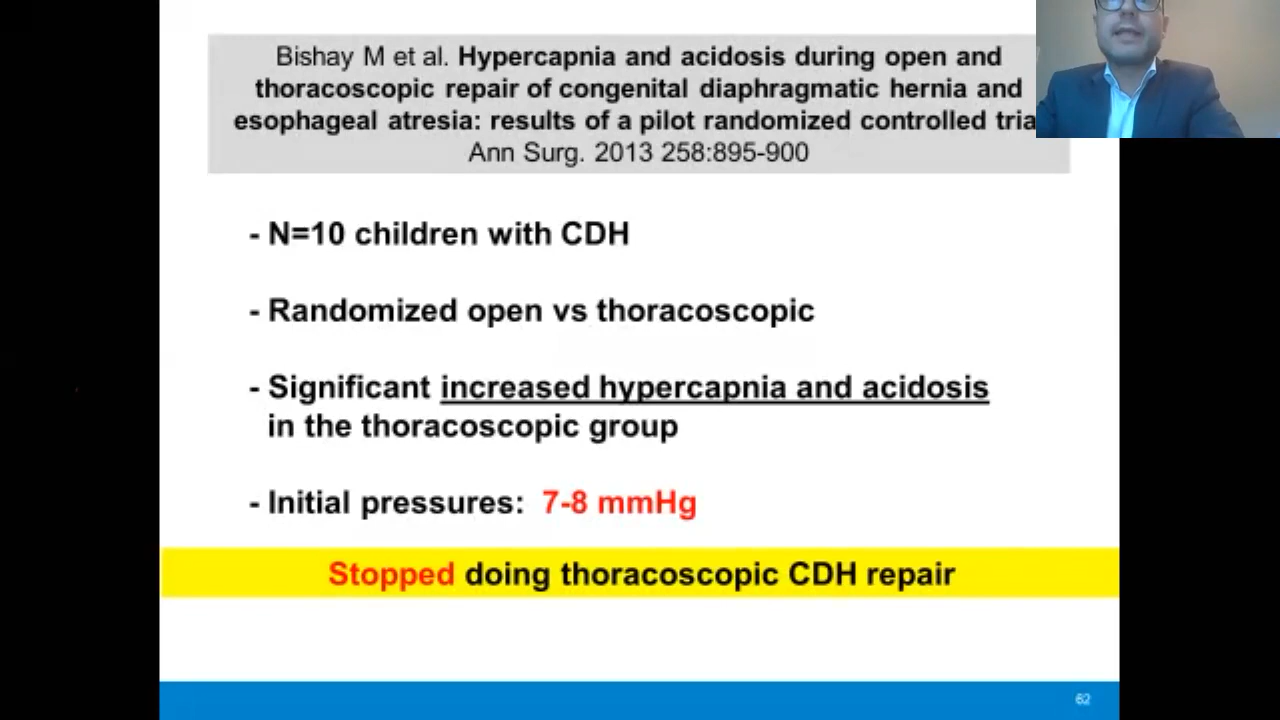 Bishay M et al. Hypercapnia and acidosis during open and
thoracoscopic repair of congenital diaphragmatic hernia and
esophageal atresia: results of a pilot randomized controlled tria
Ann Surg. 2013 258:895-900
- N=10 children with CDH
- Randomized open vs thoracoscopic
- Significant increased hypercapnia and acidosis
in the thoracoscopic group
- Initial pressures: 7-8 mmHg
Stopped doing thoracoscopic CDH repair
62